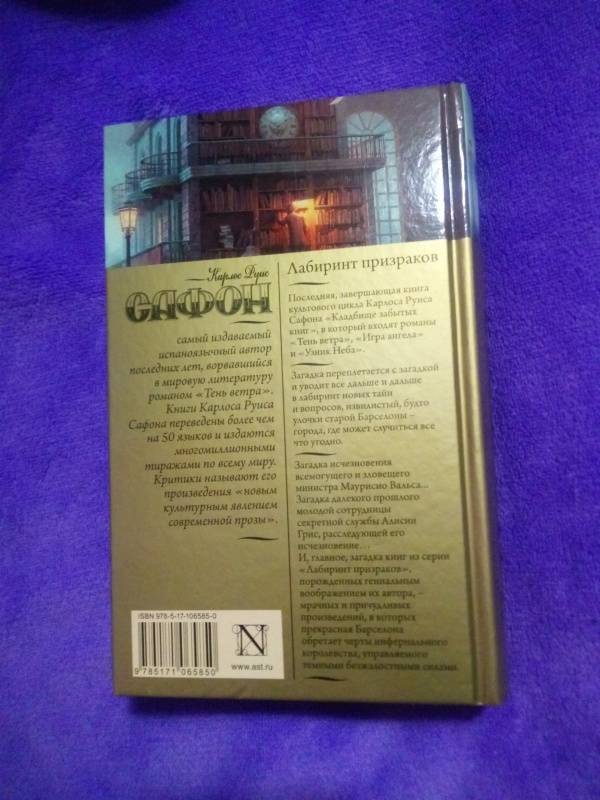 Карлос Руис
САФОН
самый издаваемый
испаноязычный автор
последних лет, ворвавшийся
в мировую литературу
романом «Тень ветра».
Книги Карлоса Руиса
Сафона переведены более чем
на 50 языков и издаются
многомиллионными
тиражами по всему миру.
Критики называют его
произведения «новым
культурным явлением
современной прозы».
Лабиринт призраков
Последняя, завершающая книга
культового цикла Карлоса Руиса
Сафона «Кладбище забытых
книг», в который входят романы
«Тень ветра», «Игра ангела»
и «Узник Неба».
Загадка переплетается с загадкой
и уводит все дальше и дальше
в лабиринт новых тайн
и вопросов, извилистый, будто
улочки старой Барселоны –
города, где может случиться все
что угодно.
Загадка исчезновения
всемогущего и зловещего
министра Маурисио Вальса...
Загадка далекого прошлого
молодой сотрудницы
секретной службы Алисии
Грис, расследующей его
исчезновение...
И, главное, загадка книг из серии
«Лабиринт призраков»,
порожденных гениальным
воображением их автора, –
мрачных и причудливых
произведений, в которых
прекрасная Барселона
обретает черты инфернального
королевства, управляемого
темными безжалостными силами.
ISBN 978-5-17-106585-0
9 785171 065850
N
www.ast.ru